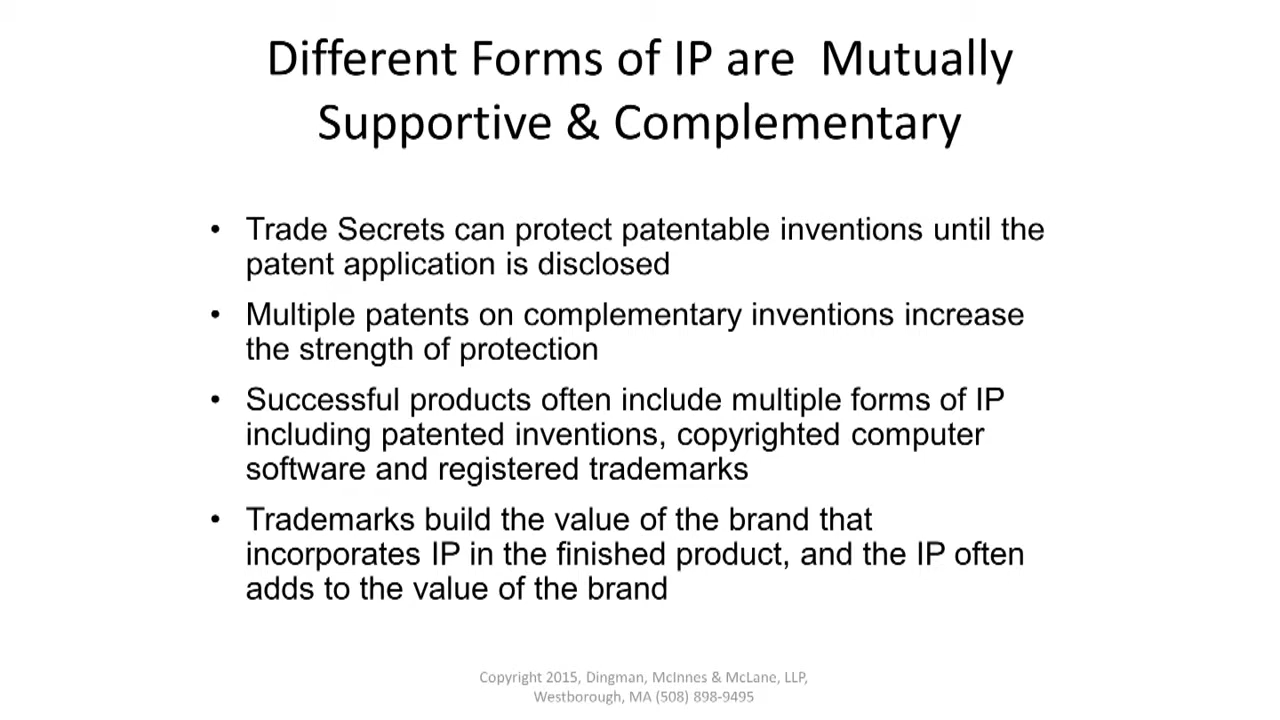 Different Forms of IP are  Mutually
Supportive & Complementary
• Trade Secrets can protect patentable inventions until the
patent application is disclosed
• Multiple patents on complementary inventions increase
the strength of protection
• Successful products often include multiple forms of IP
including patented inventions, copyrighted computer
software and registered trademarks
• Trademarks build the value of the brand that
incorporates IP in the finished product, and the IP often
adds to the value of the brand
Copyright 2015, Dingman, McInnes & McLane, LLP,
Westborough, MA (508) 898-9495